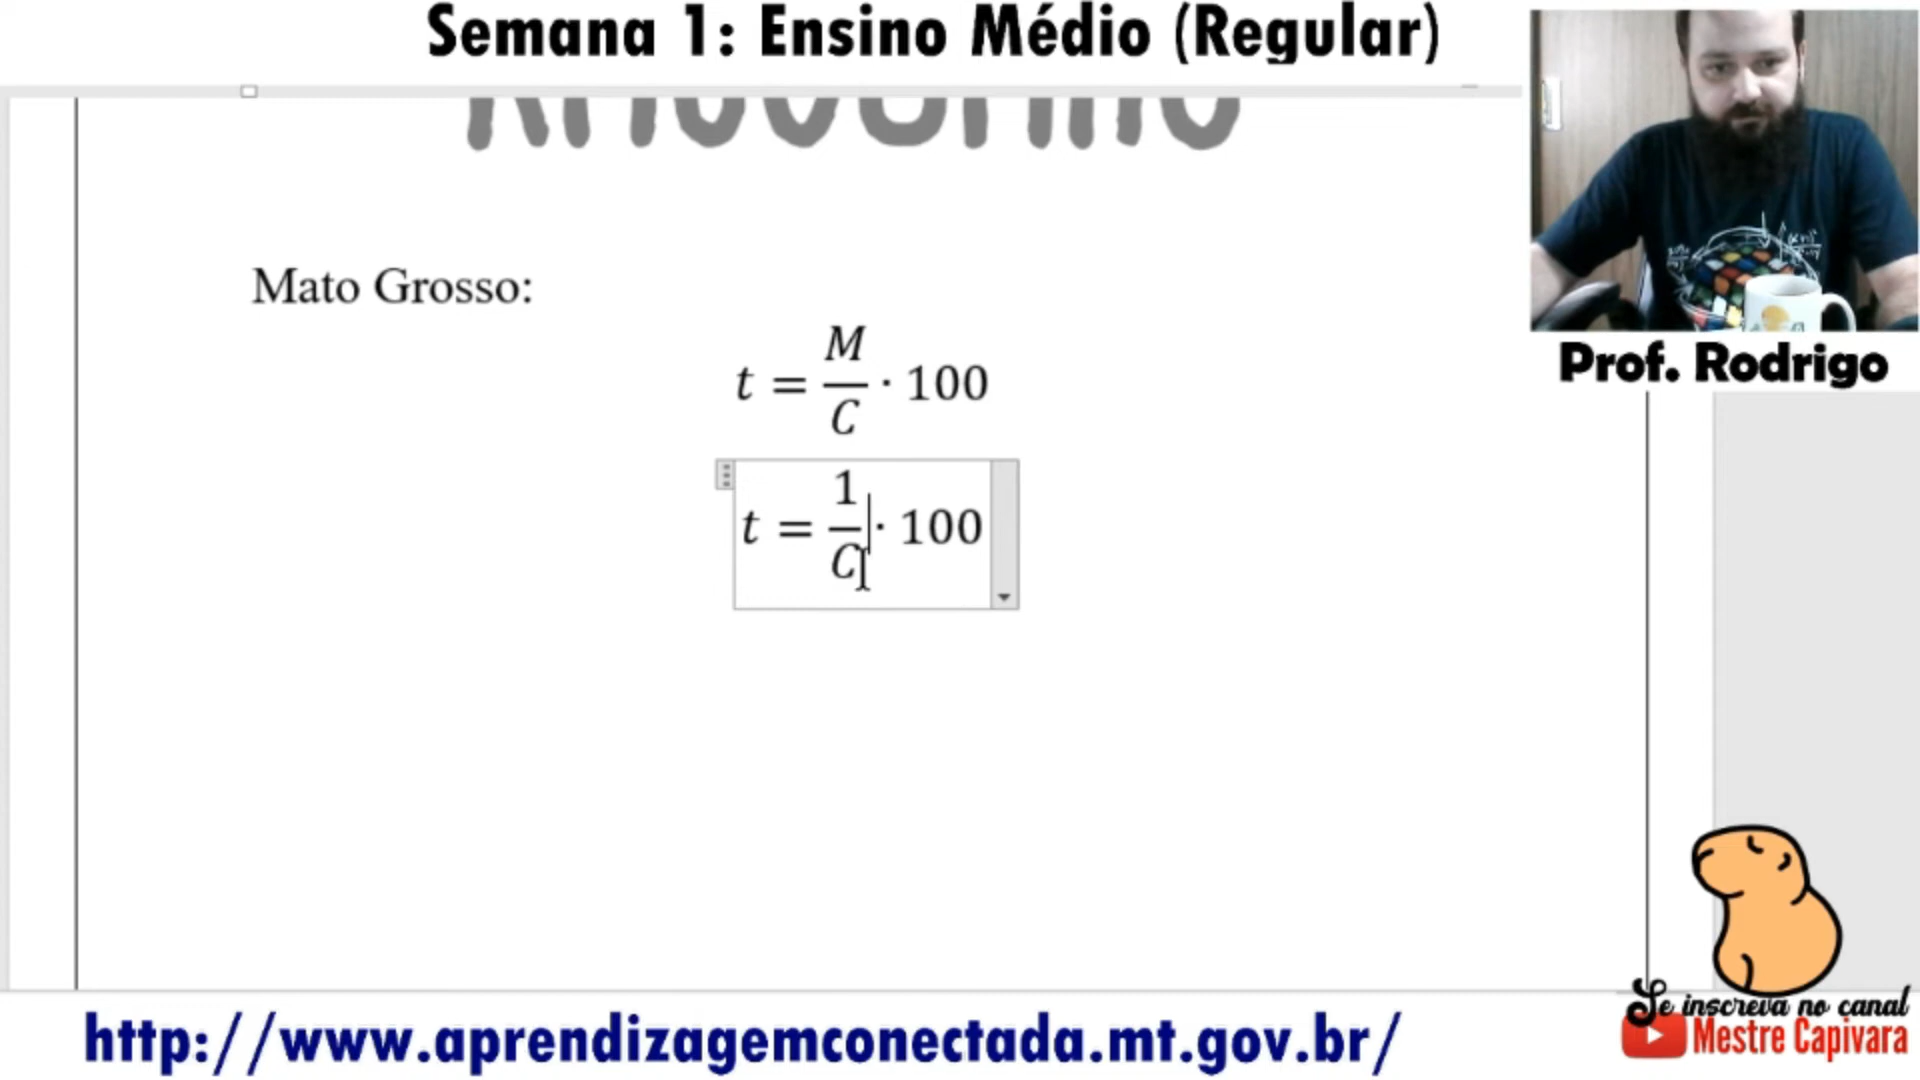 Semana 1: Ensino Médio (Regular)
Mato Grosso:
t = M/C · 100
t = 1/C · 100
Prof. Rodrigo
Se inscreva no canal
Mestre Capivara
http://www.aprendizagemconectada.mt.gov.br/